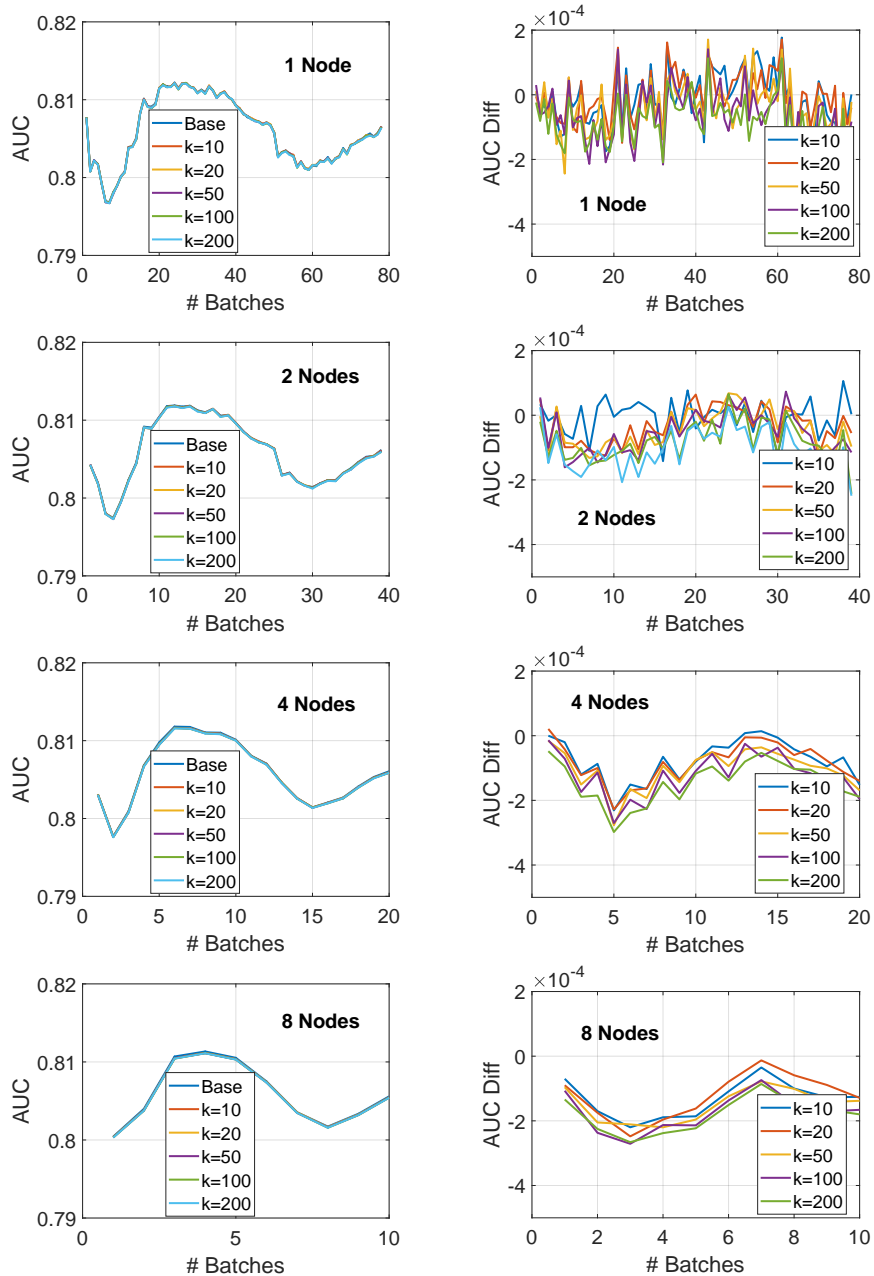 0.82
0.81
0.8
0.79
AUC
1 Node
Base
k=10
k=20
k=50
k=100
k=200
0 20 40 60 80
# Batches
×10⁻⁴
2
0
-2
-4
AUC Diff
1 Node
k=10
k=20
k=50
k=100
k=200
0 20 40 60 80
# Batches
0.82
0.81
0.8
0.79
AUC
2 Nodes
Base
k=10
k=20
k=50
k=100
k=200
0 10 20 30 40
# Batches
×10⁻⁴
2
0
-2
-4
AUC Diff
2 Nodes
k=10
k=20
k=50
k=100
k=200
0 10 20 30 40
# Batches
0.82
0.81
0.8
0.79
AUC
4 Nodes
Base
k=10
k=20
k=50
k=100
k=200
0 5 10 15 20
# Batches
×10⁻⁴
2
0
-2
-4
AUC Diff
4 Nodes
k=10
k=20
k=50
k=100
k=200
0 5 10 15 20
# Batches
0.82
0.81
0.8
0.79
AUC
8 Nodes
Base
k=10
k=20
k=50
k=100
k=200
0 5 10
# Batches
×10⁻⁴
2
0
-2
-4
AUC Diff
8 Nodes
k=10
k=20
k=50
k=100
k=200
0 2 4 6 8 10
# Batches